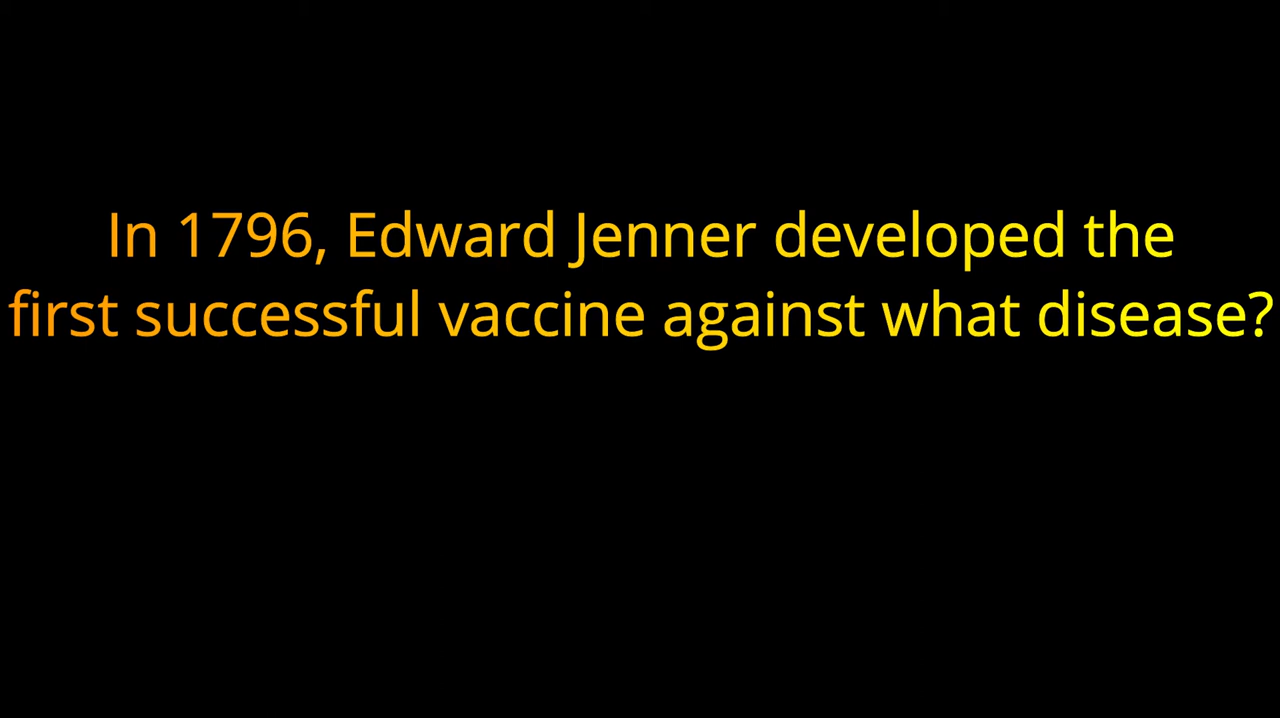 In 1796, Edward Jenner developed the
first successful vaccine against what disease?